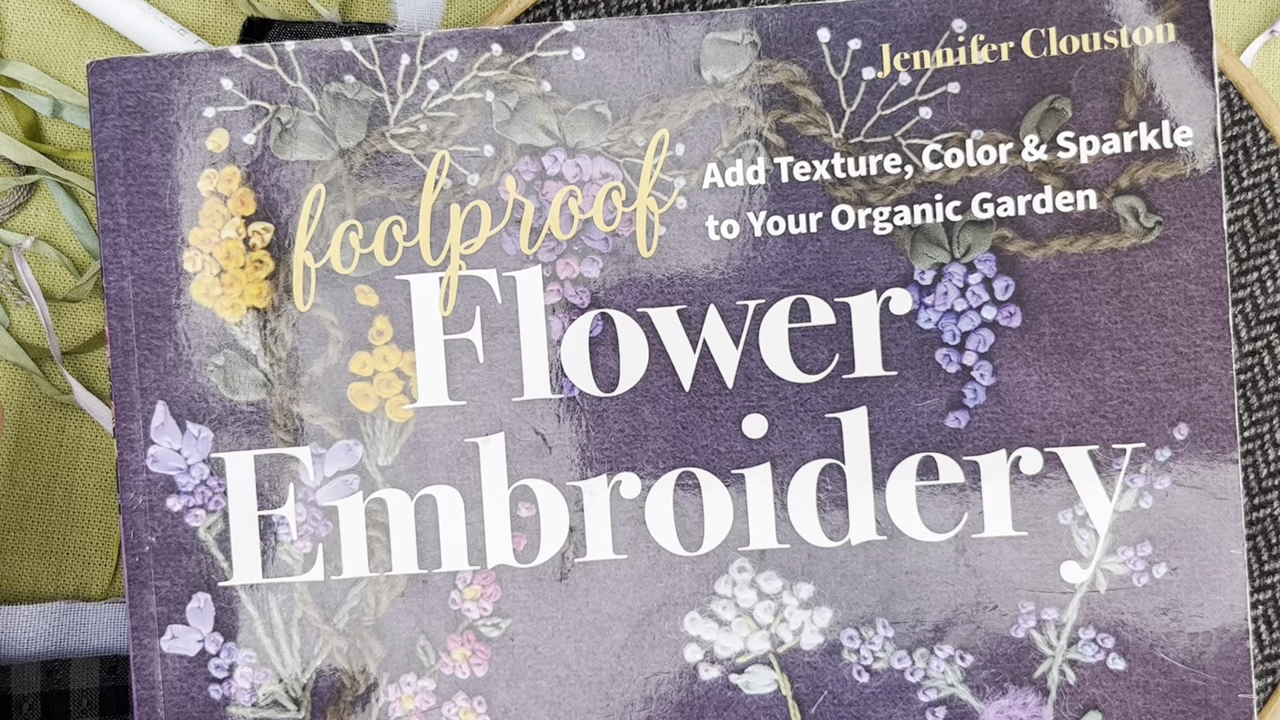 Jennifer Clouston
foolproof
Add Texture, Color & Sparkle
to Your Organic Garden
Flower
Embroidery